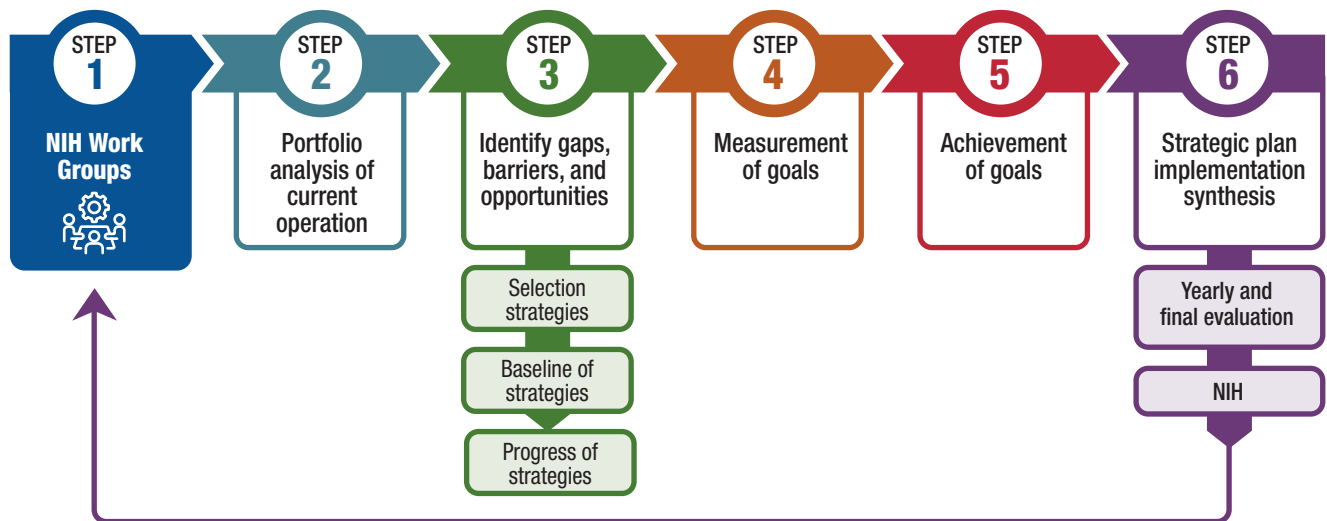 STEP
1
NIH Work
Groups
STEP
2
Portfolio
analysis of
current
operation
STEP
3
Identify gaps,
barriers, and
opportunities
Selection
strategies
Baseline of
strategies
Progress of
strategies
STEP
4
Measurement
of goals
STEP
5
Achievement
of goals
STEP
6
Strategic plan
implementation
synthesis
Yearly and
final evaluation
NIH